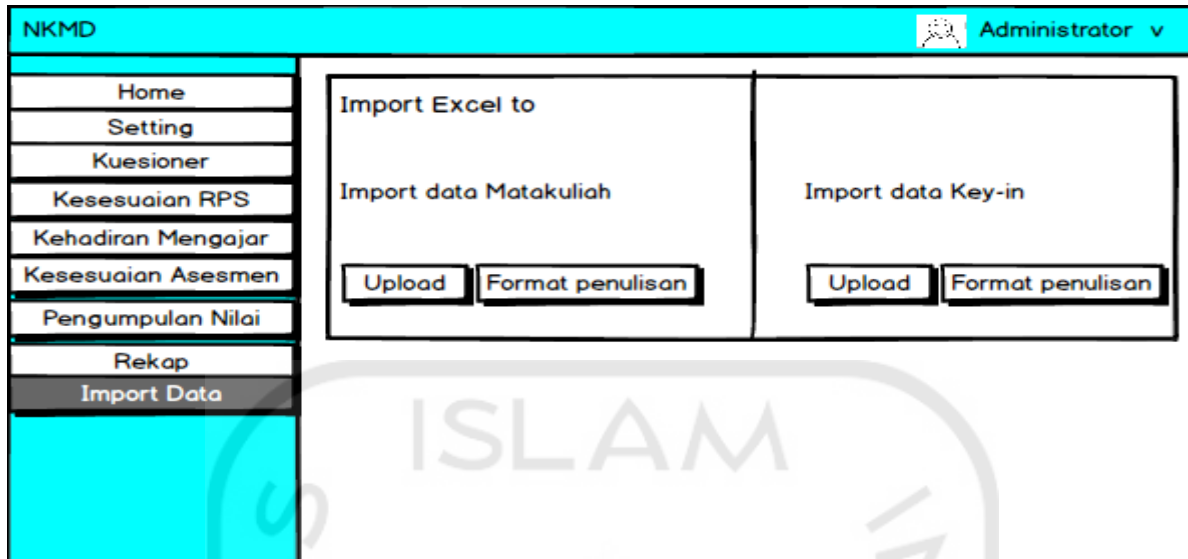 NKMD
Administrator v
Home
Setting
Kuesioner
Kesesuaian RPS
Kehadiran Mengajar
Kesesuaian Asesmen
Pengumpulan Nilai
Rekap
Import Data
Import Excel to
Import data Matakuliah
Upload
Format penulisan
Import data Key-in
Upload
Format penulisan
ISLAM